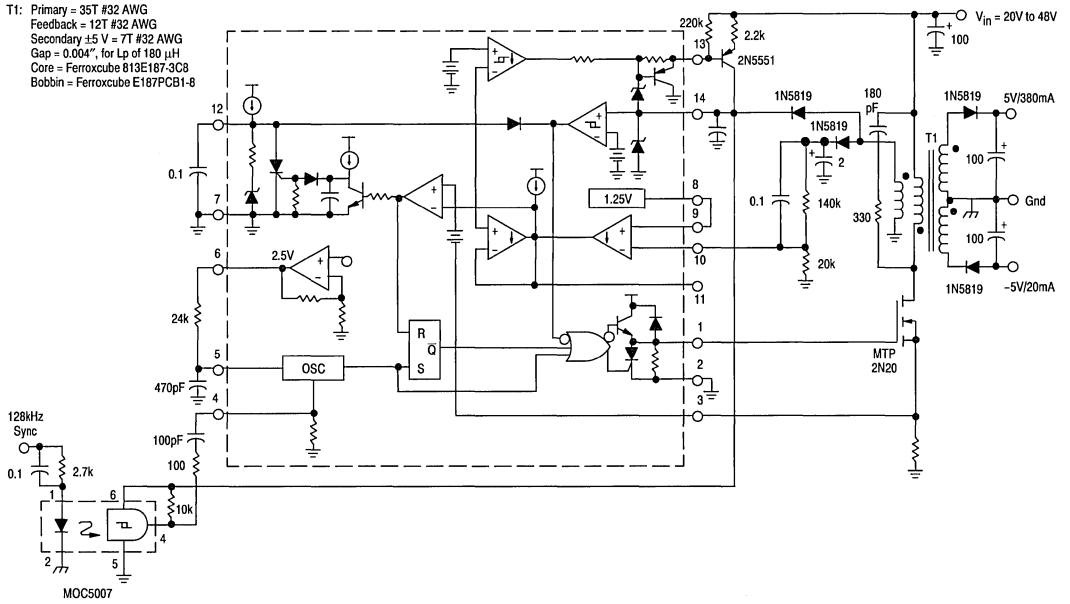 T1: Primary = 35T #32 AWG
Feedback = 12T #32 AWG
Secondary ±5 V = 7T #32 AWG
Gap = 0.004″, for Lp of 180 μH
Core = Ferroxcube 813E187-3C8
Bobbin = Ferroxcube E187PCB1-8
220k
2.2k
Vin = 20V to 48V
+
100
13
2N5551
12
14
1N5819
180
pF
1N5819
5V/380mA
1N5819
+
2
T1
+
100
0.1
8
1.25V
9
0.1
140k
330
Gnd
7
10
20k
+
100
6
2.5V
11
1N5819
–5V/20mA
24k
R
Q
S
1
MTP
2N20
5
OSC
2
470pF
4
3
128kHz
Sync
100pF
100
0.1
2.7k
1
6
10k
4
2
5
MOC5007
+
−
+
−
+
−
+
−
+
−
+
−